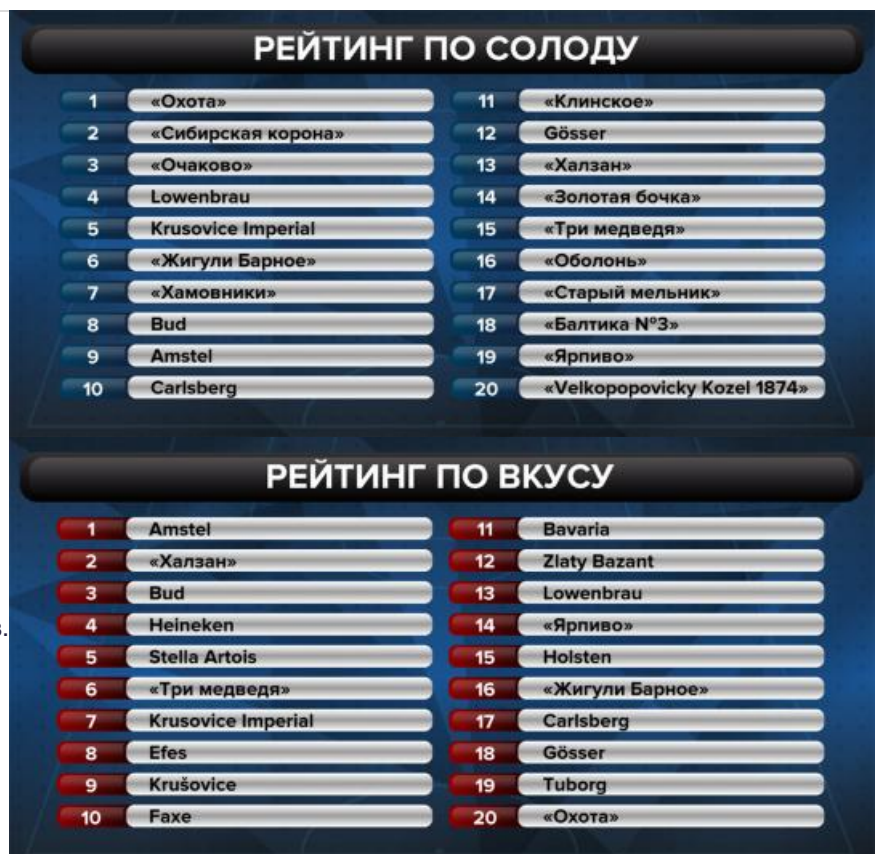 РЕЙТИНГ ПО СОЛОДУ
1 «Охота»
2 «Сибирская корона»
3 «Очаково»
4 Lowenbrau
5 Krusovice Imperial
6 «Жигули Барное»
7 «Хамовники»
8 Bud
9 Amstel
10 Carlsberg
11 «Клинское»
12 Gösser
13 «Халзан»
14 «Золотая бочка»
15 «Три медведя»
16 «Оболонь»
17 «Старый мельник»
18 «Балтика №3»
19 «Ярпиво»
20 «Velkopopovicky Kozel 1874»
РЕЙТИНГ ПО ВКУСУ
1 Amstel
2 «Халзан»
3 Bud
4 Heineken
5 Stella Artois
6 «Три медведя»
7 Krusovice Imperial
8 Efes
9 Krušovice
10 Faxe
11 Bavaria
12 Zlaty Bazant
13 Lowenbrau
14 «Ярпиво»
15 Holsten
16 «Жигули Барное»
17 Carlsberg
18 Gösser
19 Tuborg
20 «Охота»